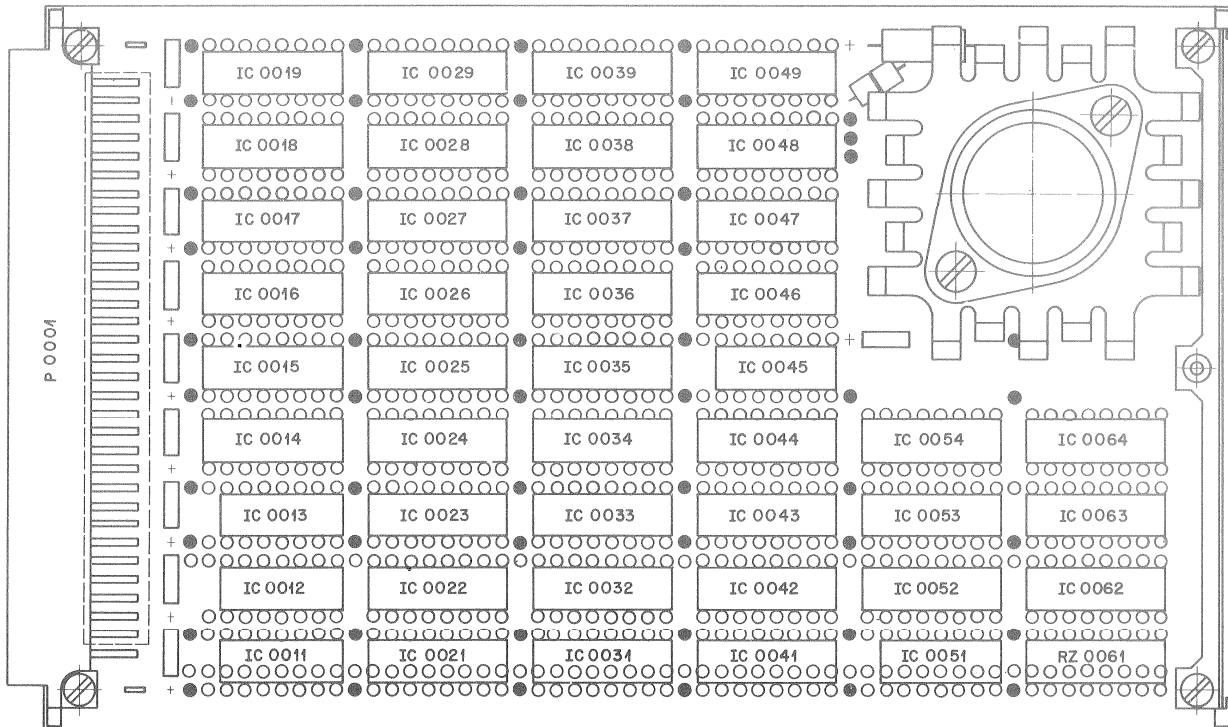 IC 0019 IC 0029 IC 0039 IC 0049
IC 0018 IC 0028 IC 0038 IC 0048
IC 0017 IC 0027 IC 0037 IC 0047
IC 0016 IC 0026 IC 0036 IC 0046
P 0001
IC 0015 IC 0025 IC 0035 IC 0045
IC 0014 IC 0024 IC 0034 IC 0044 IC 0054 IC 0064
IC 0013 IC 0023 IC 0033 IC 0043 IC 0053 IC 0063
IC 0012 IC 0022 IC 0032 IC 0042 IC 0052 IC 0062
IC 0011 IC 0021 IC 0031 IC 0041 IC 0051 RZ 0061